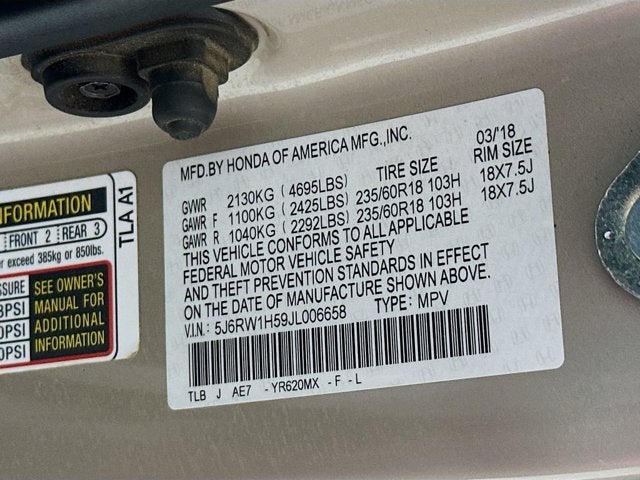 MFD.BY HONDA OF AMERICA MFG.,INC. 03/18
TIRE SIZE RIM SIZE
GVWR 2130KG ( 4695LBS)
GAWR F 1100KG ( 2425LBS) 235/60R18 103H 18X7.5J
GAWR R 1040KG ( 2292LBS) 235/60R18 103H 18X7.5J
THIS VEHICLE CONFORMS TO ALL APPLICABLE
FEDERAL MOTOR VEHICLE SAFETY
AND THEFT PREVENTION STANDARDS IN EFFECT
ON THE DATE OF MANUFACTURE SHOWN ABOVE.
V.I.N.: 5J6RW1H59JL006658 TYPE: MPV
TLB J AE7 - YR620MX - F - L
INFORMATION
FRONT 2 REAR 3
exceed 385kg or 850lbs.
SEE OWNER'S
MANUAL FOR
ADDITIONAL
INFORMATION
TLA A1